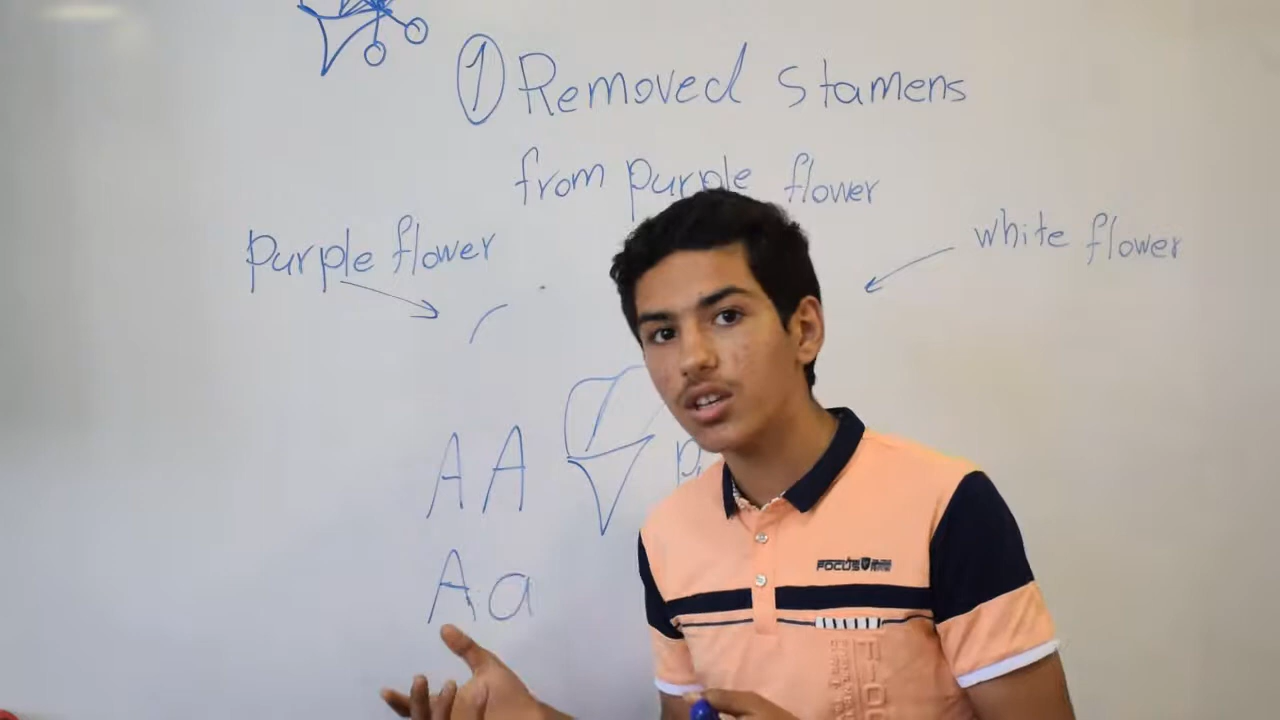 ① Removed stamens
from purple flower
purple flower
white flower
AA
Aa
FOCUS